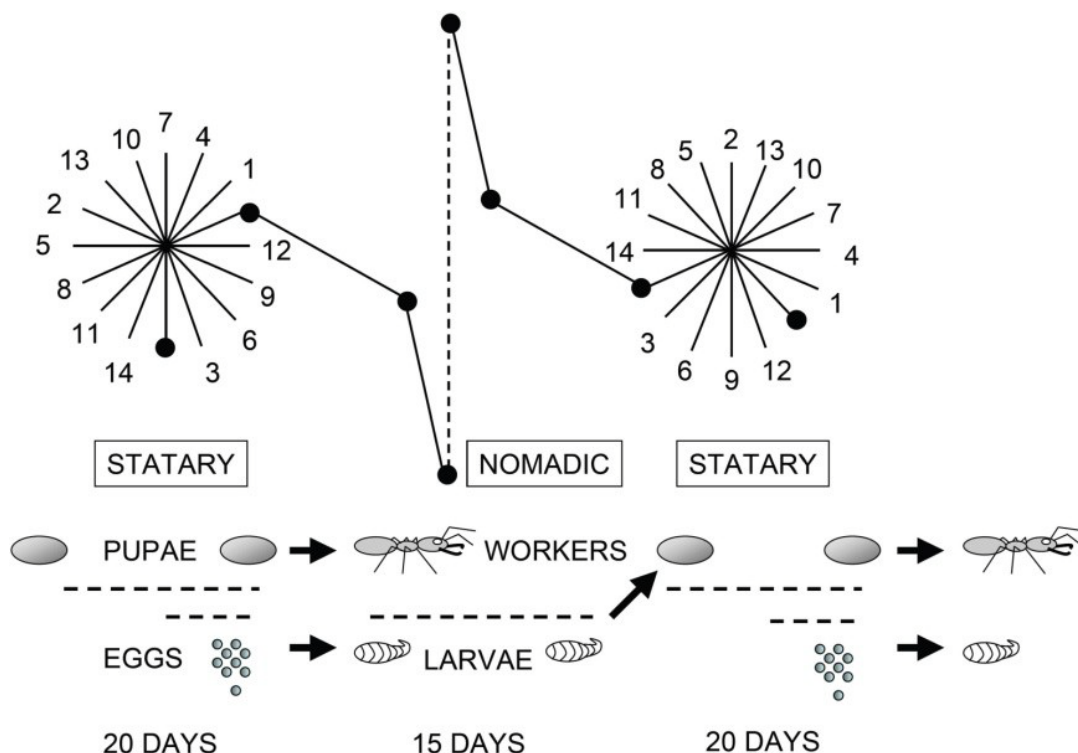 7
10
4
13
1
2
5
12
8
9
11
6
14
3
2
5
13
8
10
11
7
14
4
1
3
6
12
9
STATARY
NOMADIC
STATARY
PUPAE
WORKERS
EGGS
LARVAE
20 DAYS
15 DAYS
20 DAYS